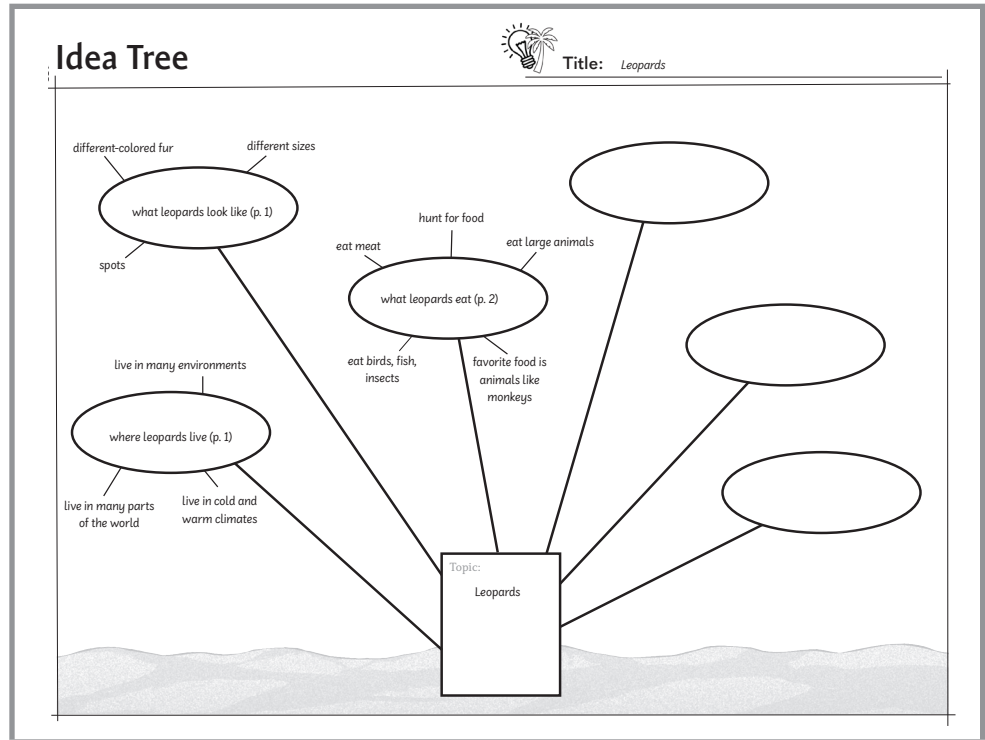 Idea Tree
Title: Leopards
different-colored fur
different sizes
what leopards look like (p. 1)
spots
hunt for food
eat meat
eat large animals
what leopards eat (p. 2)
eat birds, fish,
insects
favorite food is
animals like
monkeys
live in many environments
where leopards live (p. 1)
live in many parts
of the world
live in cold and
warm climates
Topic:
Leopards